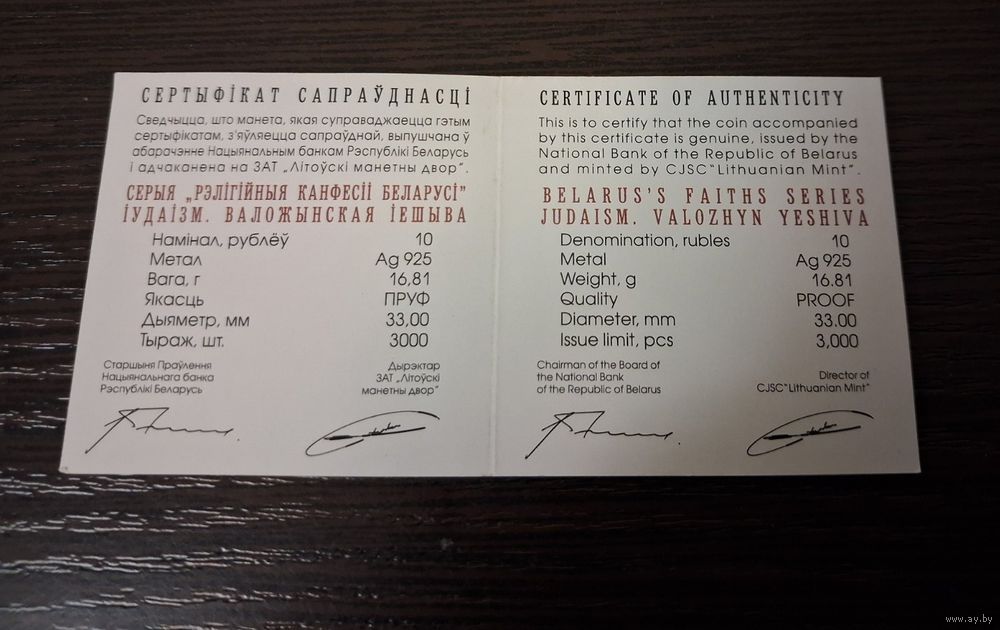 СЕРТЫФІКАТ САПРАЎДНАСЦІ
Сведчыцца, што манета, якая суправаджаецца гэтым
сертыфікатам, з'яўляецца сапраўднай, выпушчана ў
абарачэнне Нацыянальным банкам Рэспублікі Беларусь
і адчаканена на ЗАТ „Літоўскі манетны двор".
СЕРЫЯ „РЭЛІГІЙНЫЯ КАНФЕСІІ БЕЛАРУСІ"
ІУДАІЗМ. ВАЛОЖЫНСКАЯ ІЕШЫВА
Намінал, рублёў 10
Метал Ag 925
Вага, г 16,81
Якасць ПРУФ
Дыяметр, мм 33,00
Тыраж, шт. 3000
Старшыня Праўлення
Нацыянальнага банка
Рэспублікі Беларусь
Дырэктар
ЗАТ „Літоўскі
манетны двор"
CERTIFICATE OF AUTHENTICITY
This is to certify that the coin accompanied
by this certificate is genuine, issued by the
National Bank of the Republic of Belarus
and minted by CJSC "Lithuanian Mint".
BELARUS'S FAITHS SERIES
JUDAISM. VALOZHYN YESHIVA
Denomination, rubles 10
Metal Ag 925
Weight, g 16.81
Quality PROOF
Diameter, mm 33.00
Issue limit, pcs 3,000
Chairman of the Board of
the National Bank
of the Republic of Belarus
Director of
CJSC "Lithuanian Mint"
www.ay.by